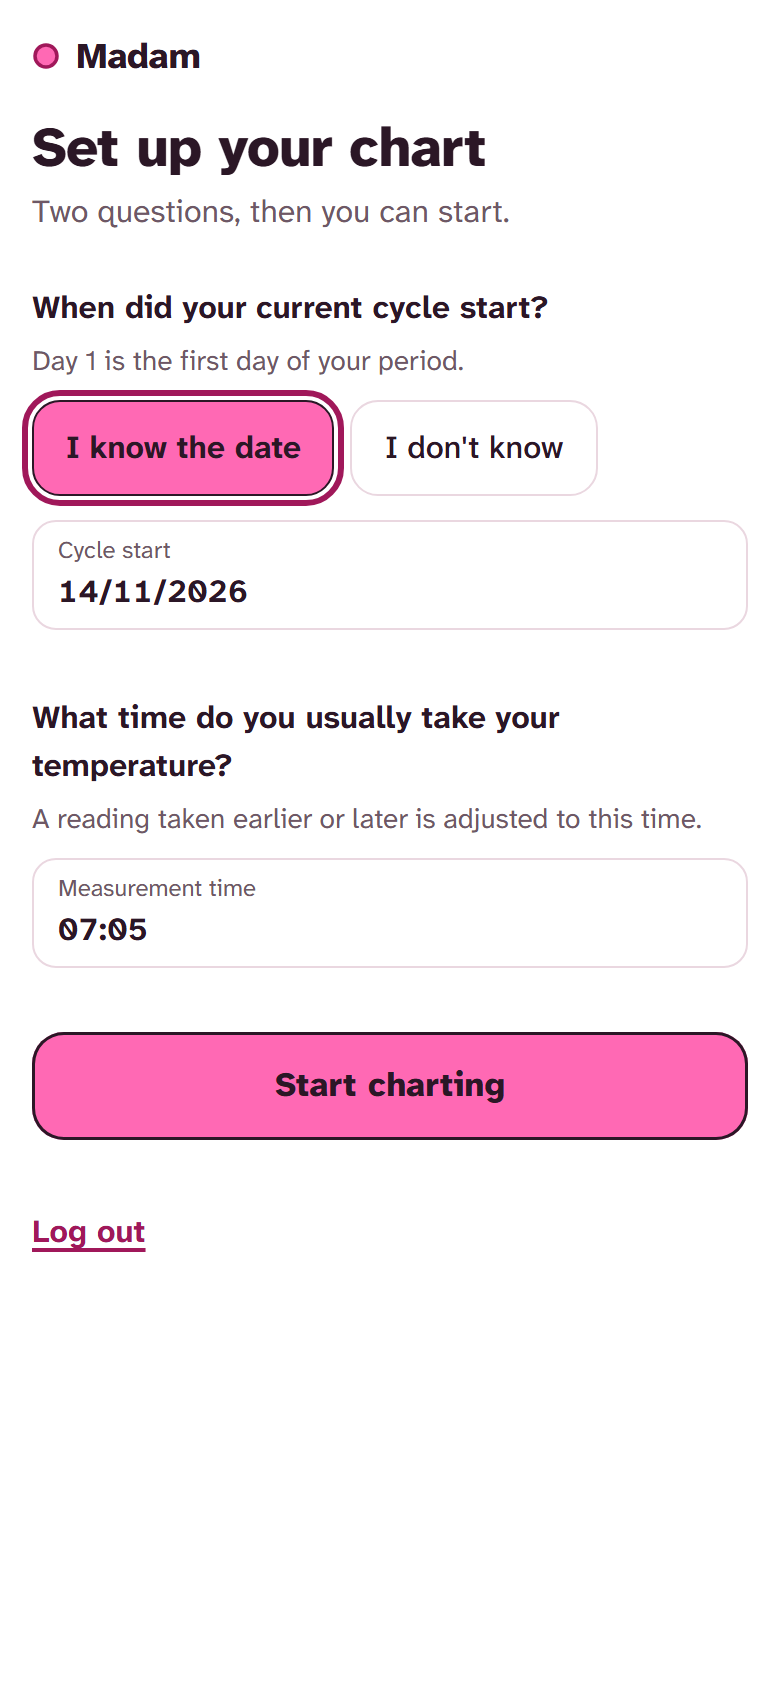 Madam
Set up your chart
Two questions, then you can start.
When did your current cycle start?
Day 1 is the first day of your period.
I know the date
I don't know
Cycle start
14/11/2026
What time do you usually take your
temperature?
A reading taken earlier or later is adjusted to this time.
Measurement time
07:05
Start charting
Log out